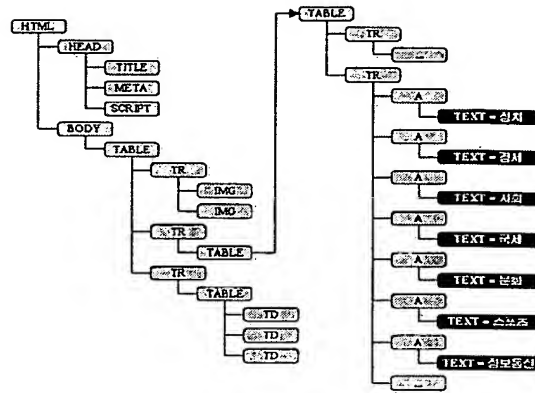 HTML
HEAD
TITLE
META
SCRIPT
BODY
TABLE
TR
IMG
IMG
TR
TABLE
TR
TABLE
TD
TD
TD
TABLE
TR
TR
A
TEXT = 정치
A
TEXT = 경제
A
TEXT = 사회
A
TEXT = 국제
A
TEXT = 문화
A
TEXT = 스포츠
A
TEXT = 정보통신